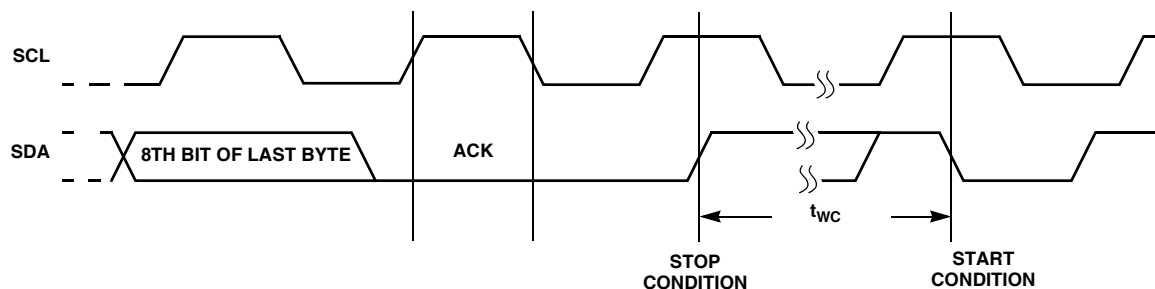 SCL
SDA
8TH BIT OF LAST BYTE
ACK
tWC
STOP
CONDITION
START
CONDITION